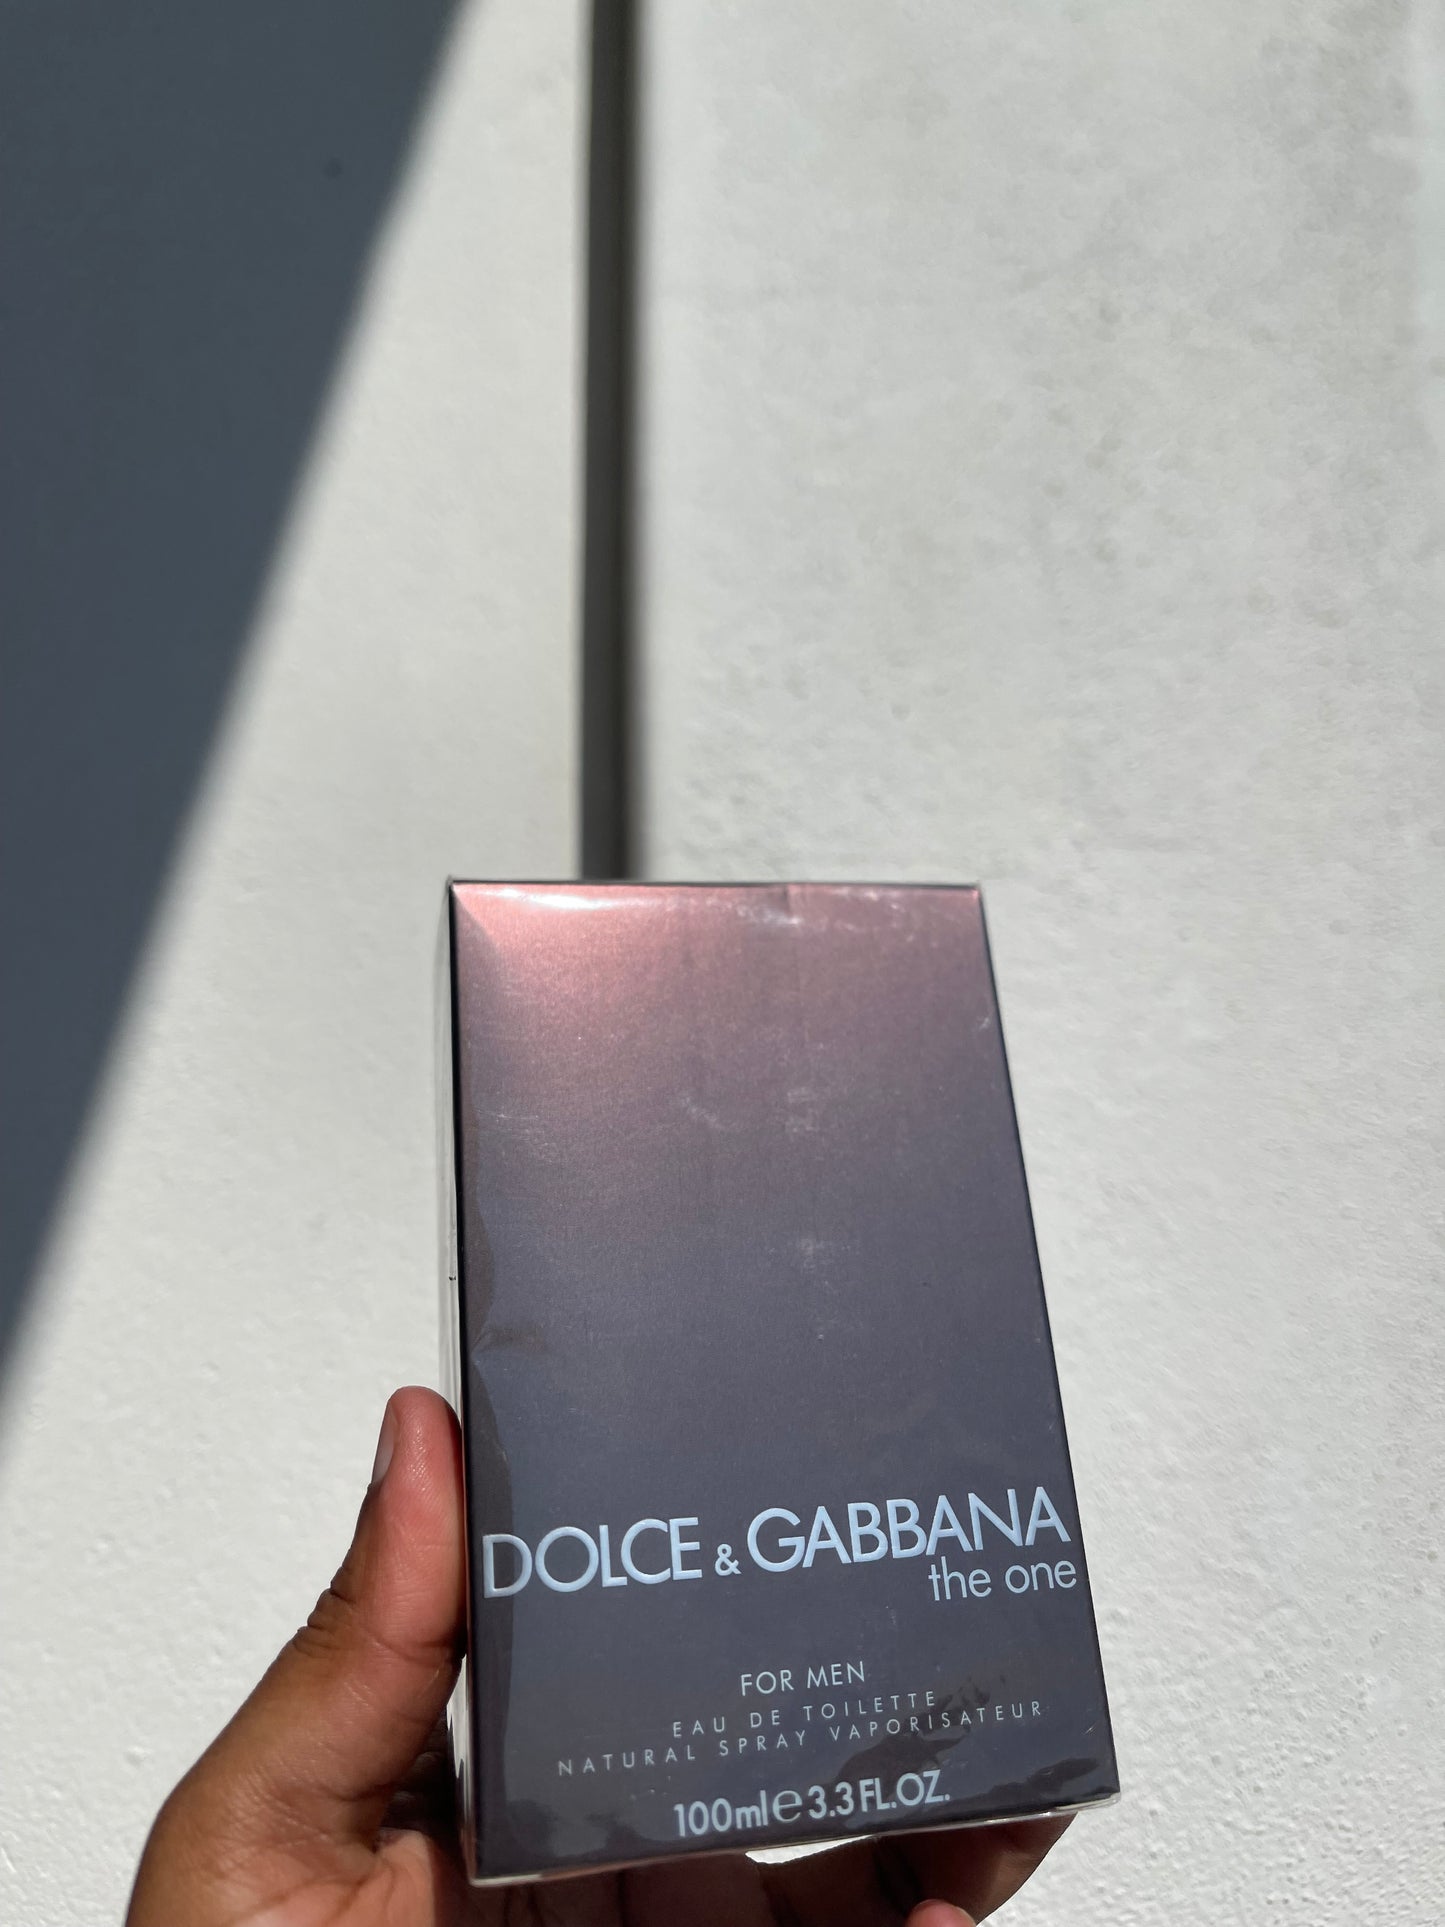 DOLCE & GABBANA
the one
FOR MEN
EAU DE TOILETTE
NATURAL SPRAY VAPORISATEUR
100ml e 3.3 FL.OZ.